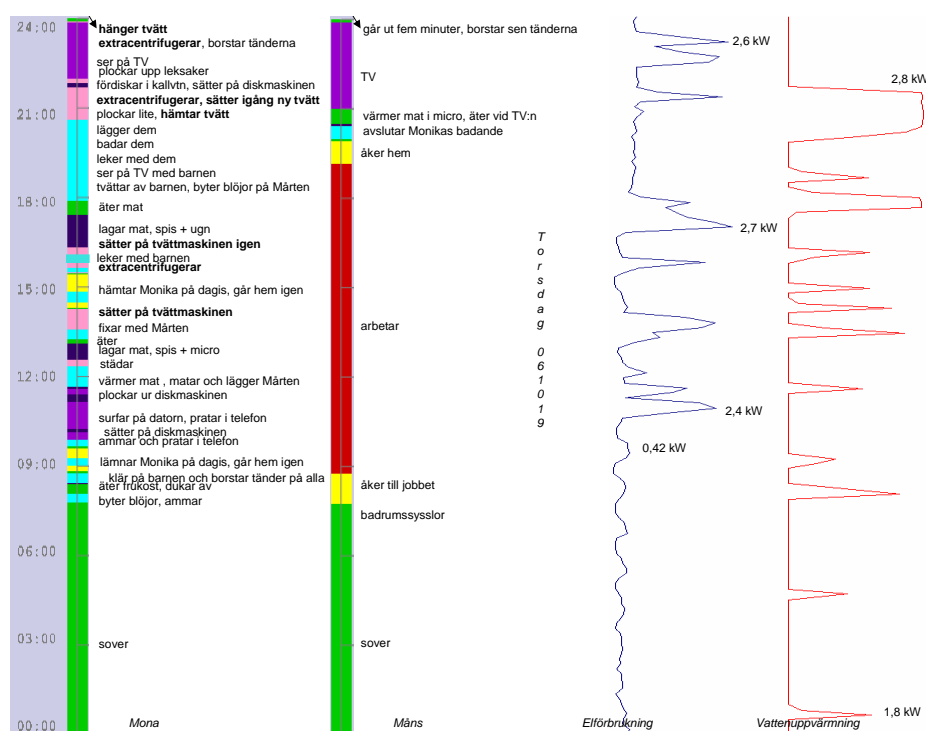 24:00
hänger tvätt
extracentrifugerar, borstar tänderna
ser på TV
plockar upp leksaker
fördiskar i kallvtn, sätter på diskmaskinen
extracentrifugerar, sätter igång ny tvätt
21:00
plockar lite, hämtar tvätt
lägger dem
badar dem
leker med dem
ser på TV med barnen
tvättar av barnen, byter blöjor på Mårten
18:00
äter mat
lagar mat, spis + ugn
sätter på tvättmaskinen igen
leker med barnen
extracentrifugerar
15:00
hämtar Monika på dagis, går hem igen
sätter på tvättmaskinen
fixar med Mårten
äter
lagar mat, spis + micro
städar
12:00
värmer mat , matar och lägger Mårten
plockar ur diskmaskinen
surfar på datorn, pratar i telefon
sätter på diskmaskinen
ammar och pratar i telefon
09:00
lämnar Monika på dagis, går hem igen
klär på barnen och borstar tänder på alla
äter frukost, dukar av
byter blöjor, ammar
06:00
03:00
sover
00:00
Mona
går ut fem minuter, borstar sen tänderna
TV
värmer mat i micro, äter vid TV:n
avslutar Monikas badande
åker hem
arbetar
åker till jobbet
badrumssysslor
sover
Måns
Torsdag 061019
2,6 kW
2,7 kW
2,4 kW
0,42 kW
Elförbrukning
2,8 kW
1,8 kW
Vattenuppvärmning